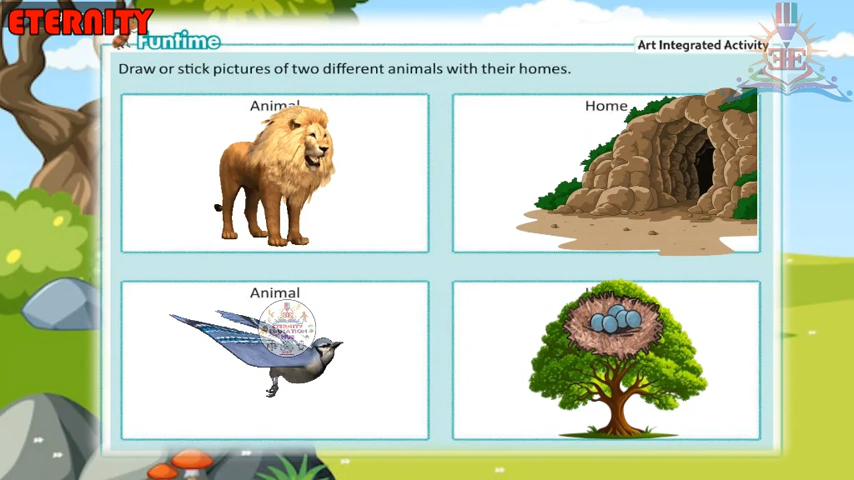 ETERNITY
Funtime
Art Integrated Activity
Draw or stick pictures of two different animals with their homes.
Animal
Home
Animal